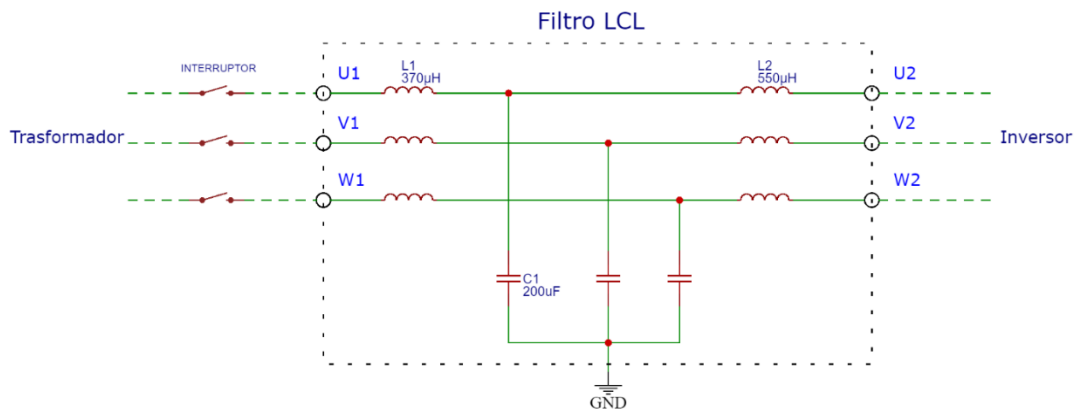 Filtro LCL
INTERRUPTOR
U1
L1
370µH
L2
550µH
U2
Trasformador
V1
V2
Inversor
W1
W2
C1
200uF
GND